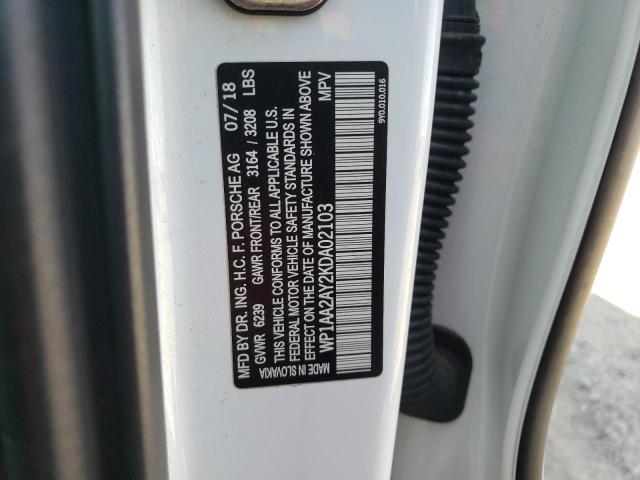 MFD BY DR. ING. H.C. F. PORSCHE AG 07/18
GVWR 6239 GAWR FRONT/REAR 3164 / 3208 LBS
THIS VEHICLE CONFORMS TO ALL APPLICABLE U.S.
FEDERAL MOTOR VEHICLE SAFETY STANDARDS IN
EFFECT ON THE DATE OF MANUFACTURE SHOWN ABOVE
WP1AA2AY2KDA02103 MPV
MADE IN SLOVAKIA
9Y0.010.016